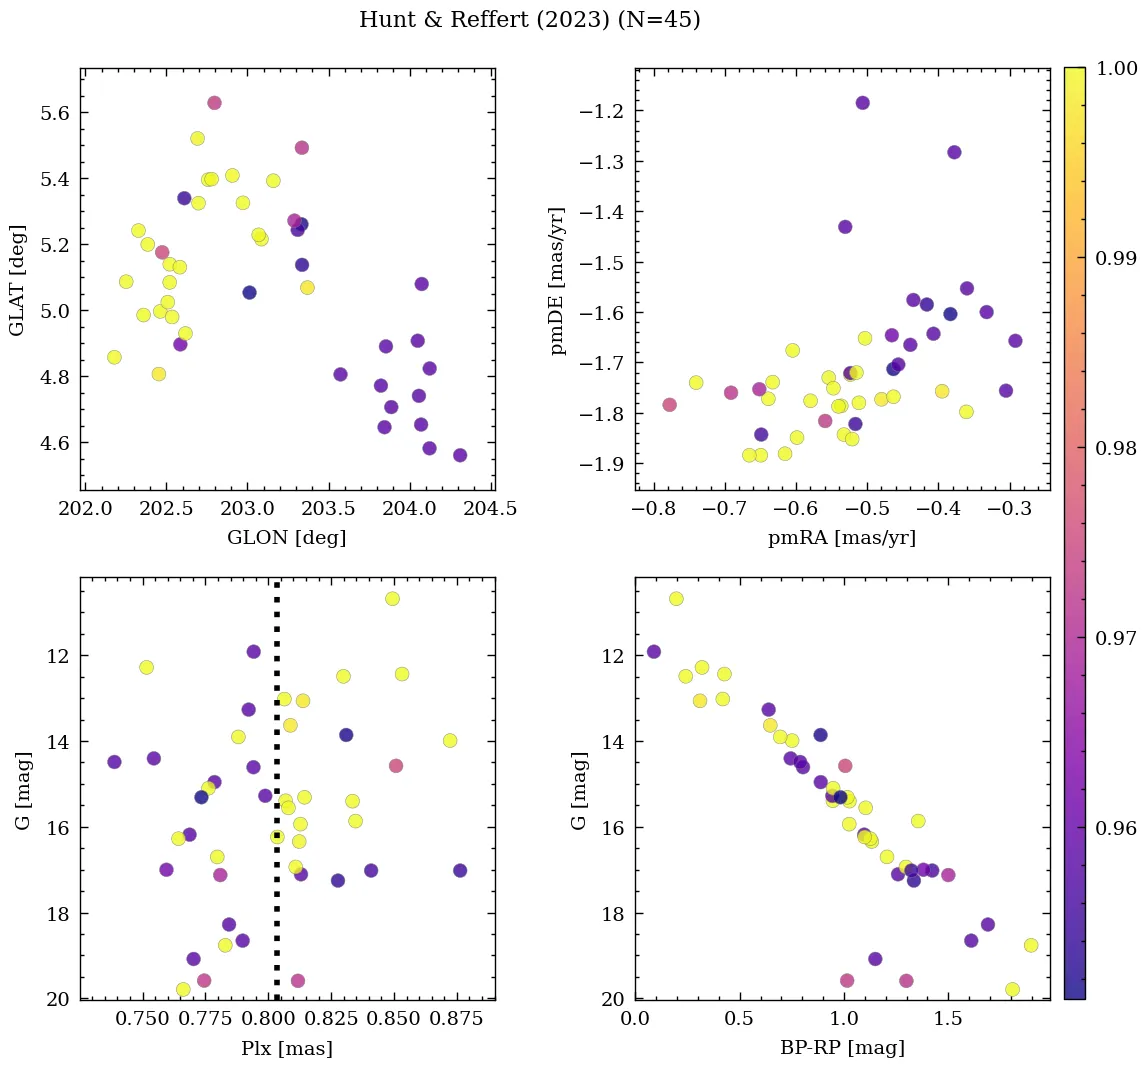 Hunt & Reffert (2023) (N=45)
5.6
5.4
5.2
5.0
4.8
4.6
GLAT [deg]
202.0 202.5 203.0 203.5 204.0 204.5
GLON [deg]
−1.2
−1.3
−1.4
−1.5
−1.6
−1.7
−1.8
−1.9
pmDE [mas/yr]
−0.8 −0.7 −0.6 −0.5 −0.4 −0.3
pmRA [mas/yr]
1.00
0.99
0.98
0.97
0.96
12
14
16
18
20
G [mag]
0.750 0.775 0.800 0.825 0.850 0.875
Plx [mas]
12
14
16
18
20
G [mag]
0.0 0.5 1.0 1.5
BP-RP [mag]